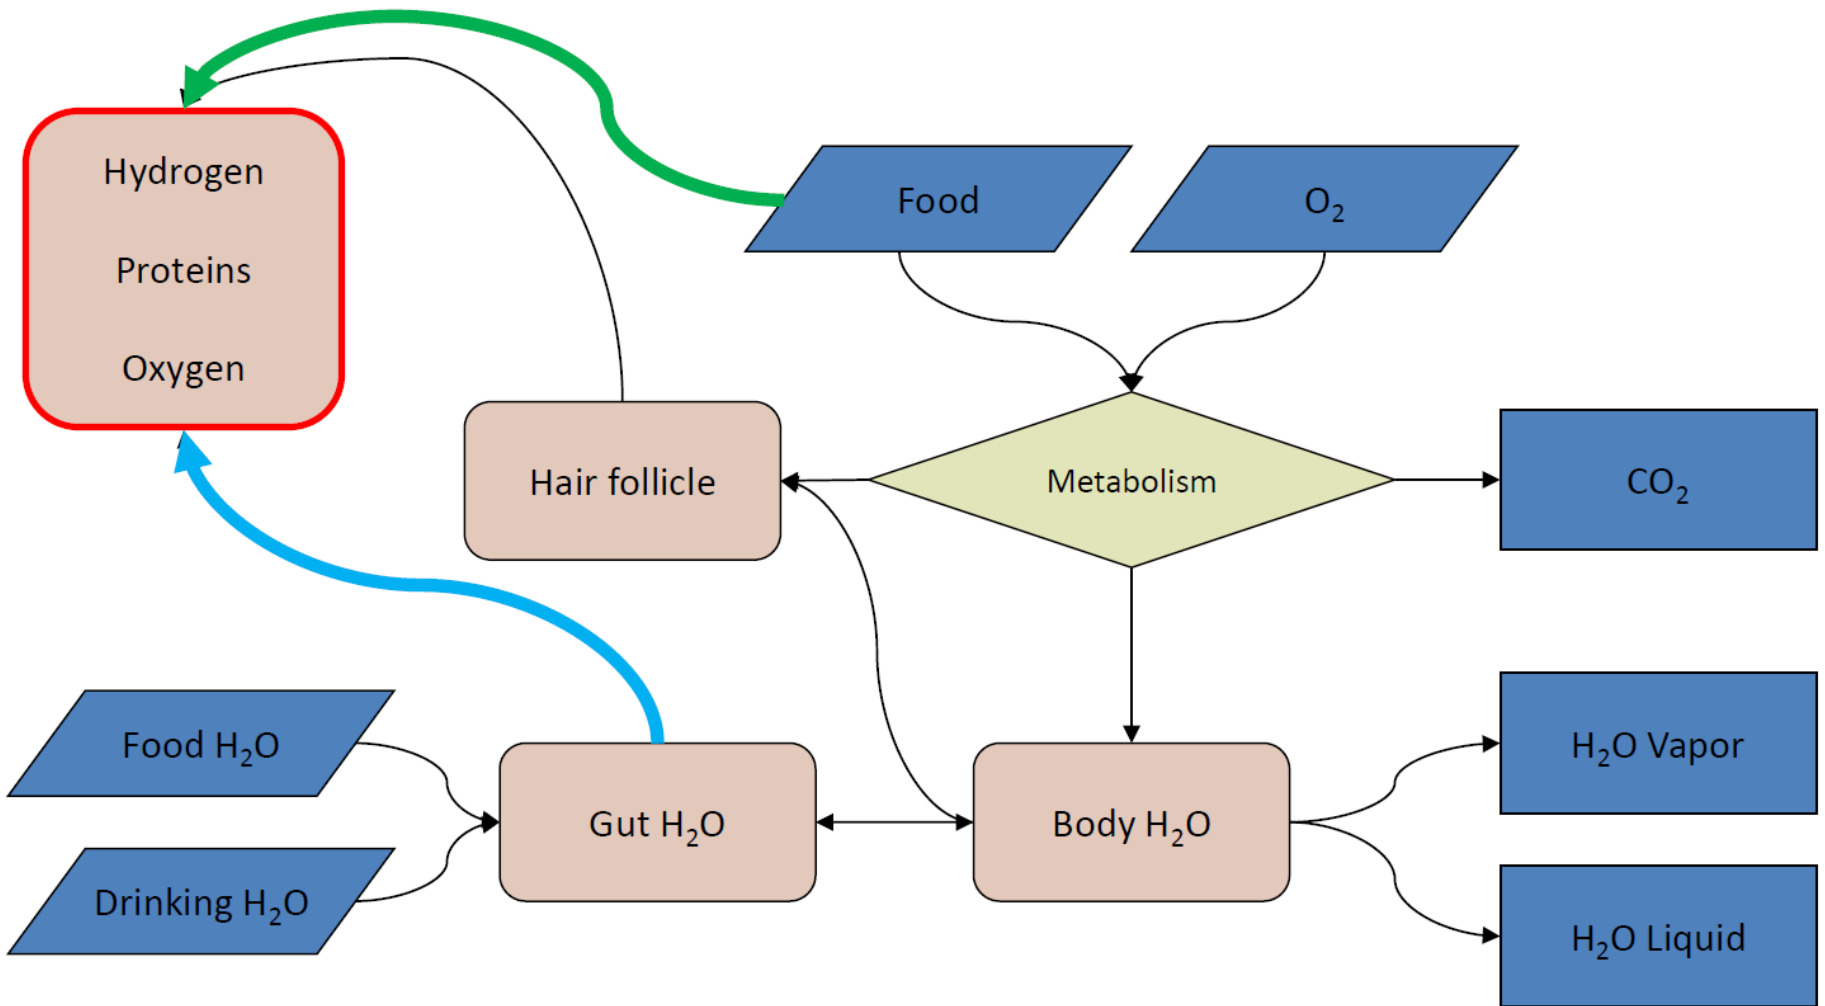 Hydrogen
Proteins
Oxygen
Food
O₂
Hair follicle
Metabolism
CO₂
Food H₂O
Drinking H₂O
Gut H₂O
Body H₂O
H₂O Vapor
H₂O Liquid